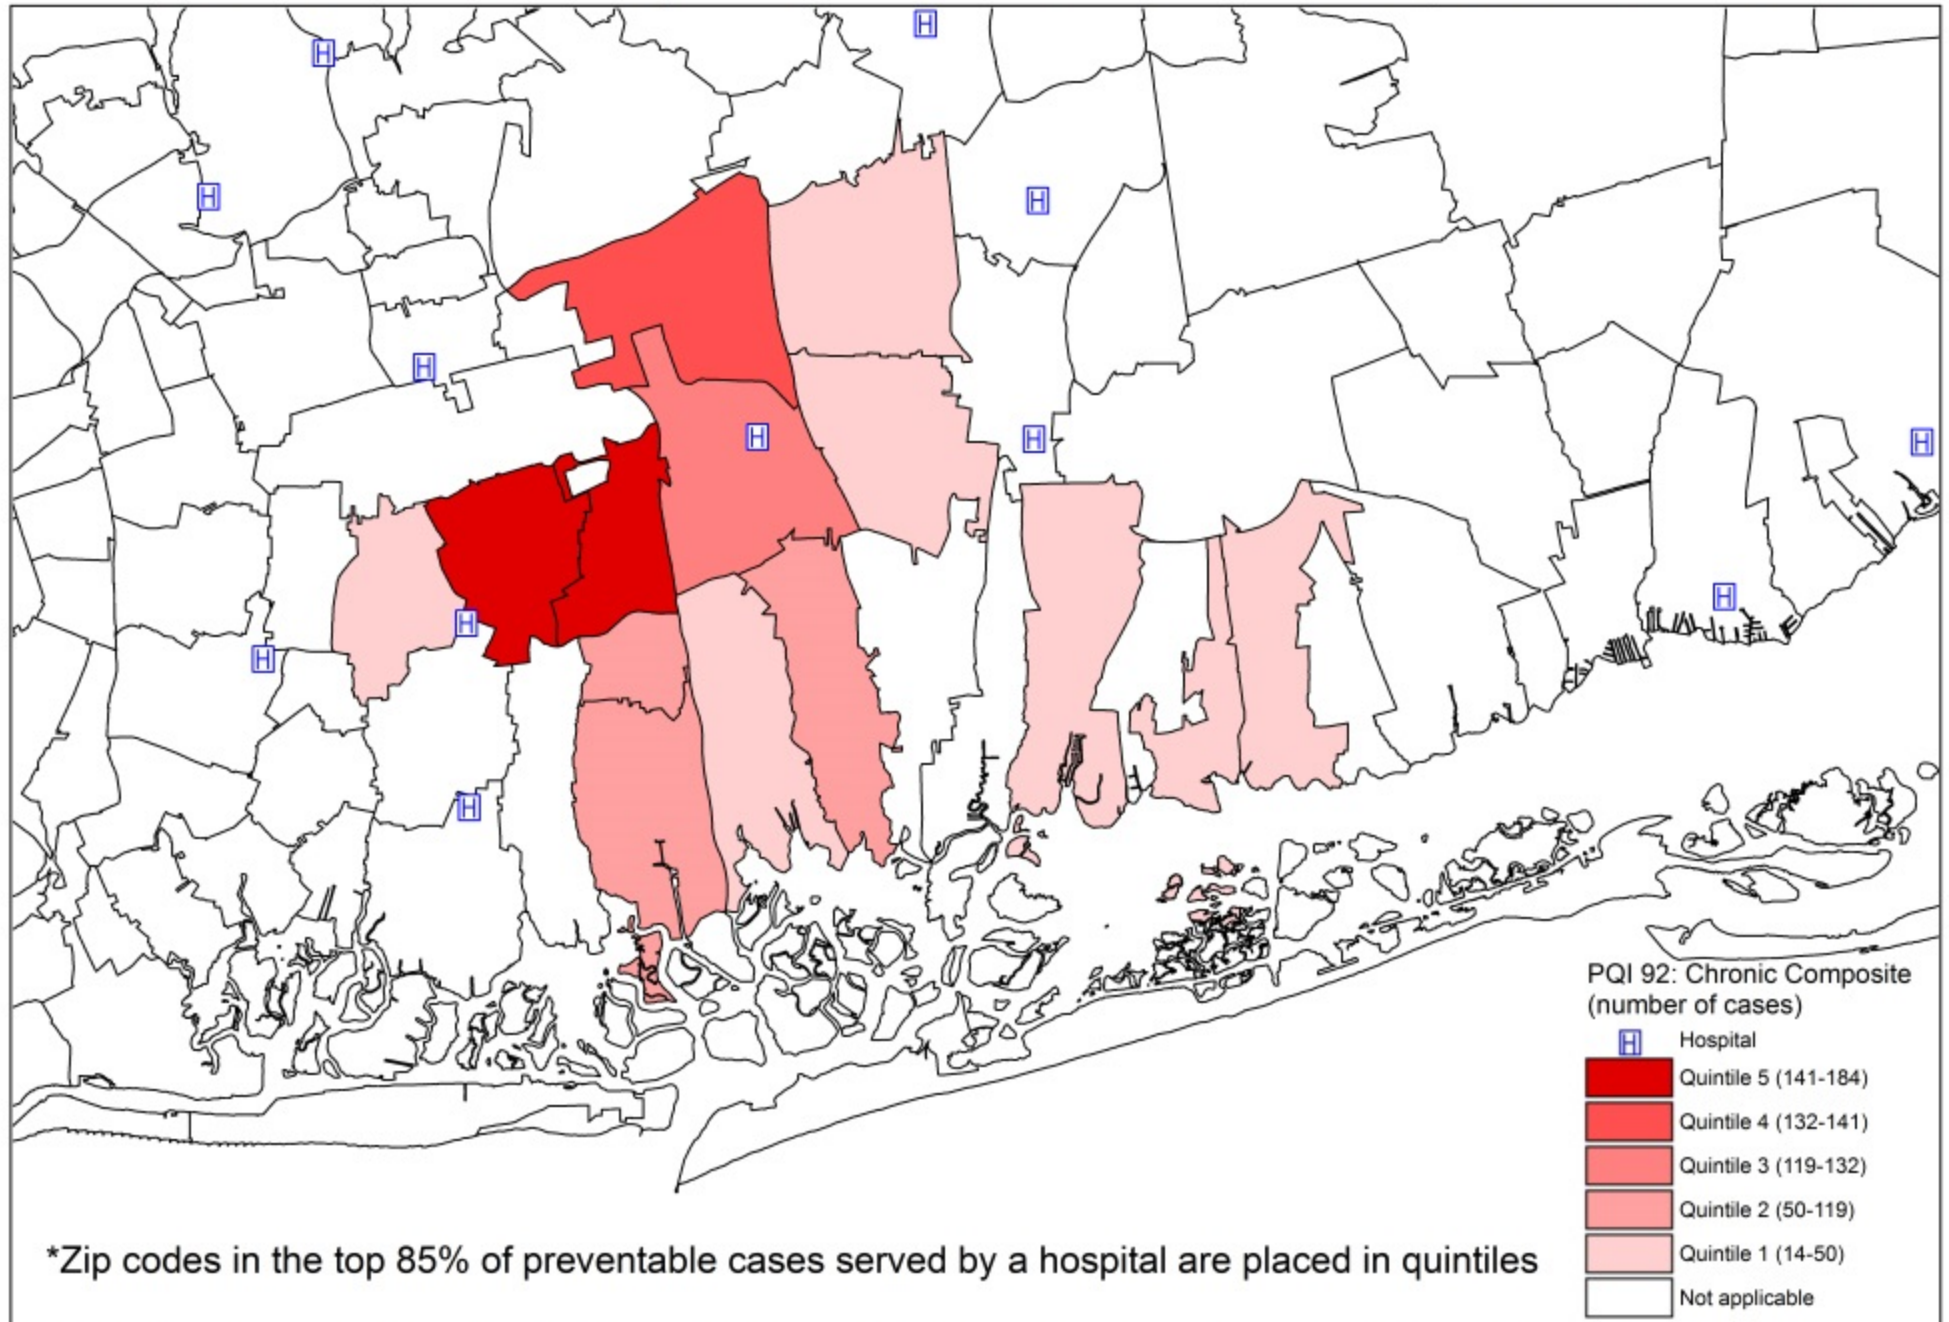 H
H
H
H
H
H
H
H
H
H
H
H
H
PQI 92: Chronic Composite
(number of cases)
H Hospital
Quintile 5 (141-184)
Quintile 4 (132-141)
Quintile 3 (119-132)
Quintile 2 (50-119)
Quintile 1 (14-50)
Not applicable
*Zip codes in the top 85% of preventable cases served by a hospital are placed in quintiles